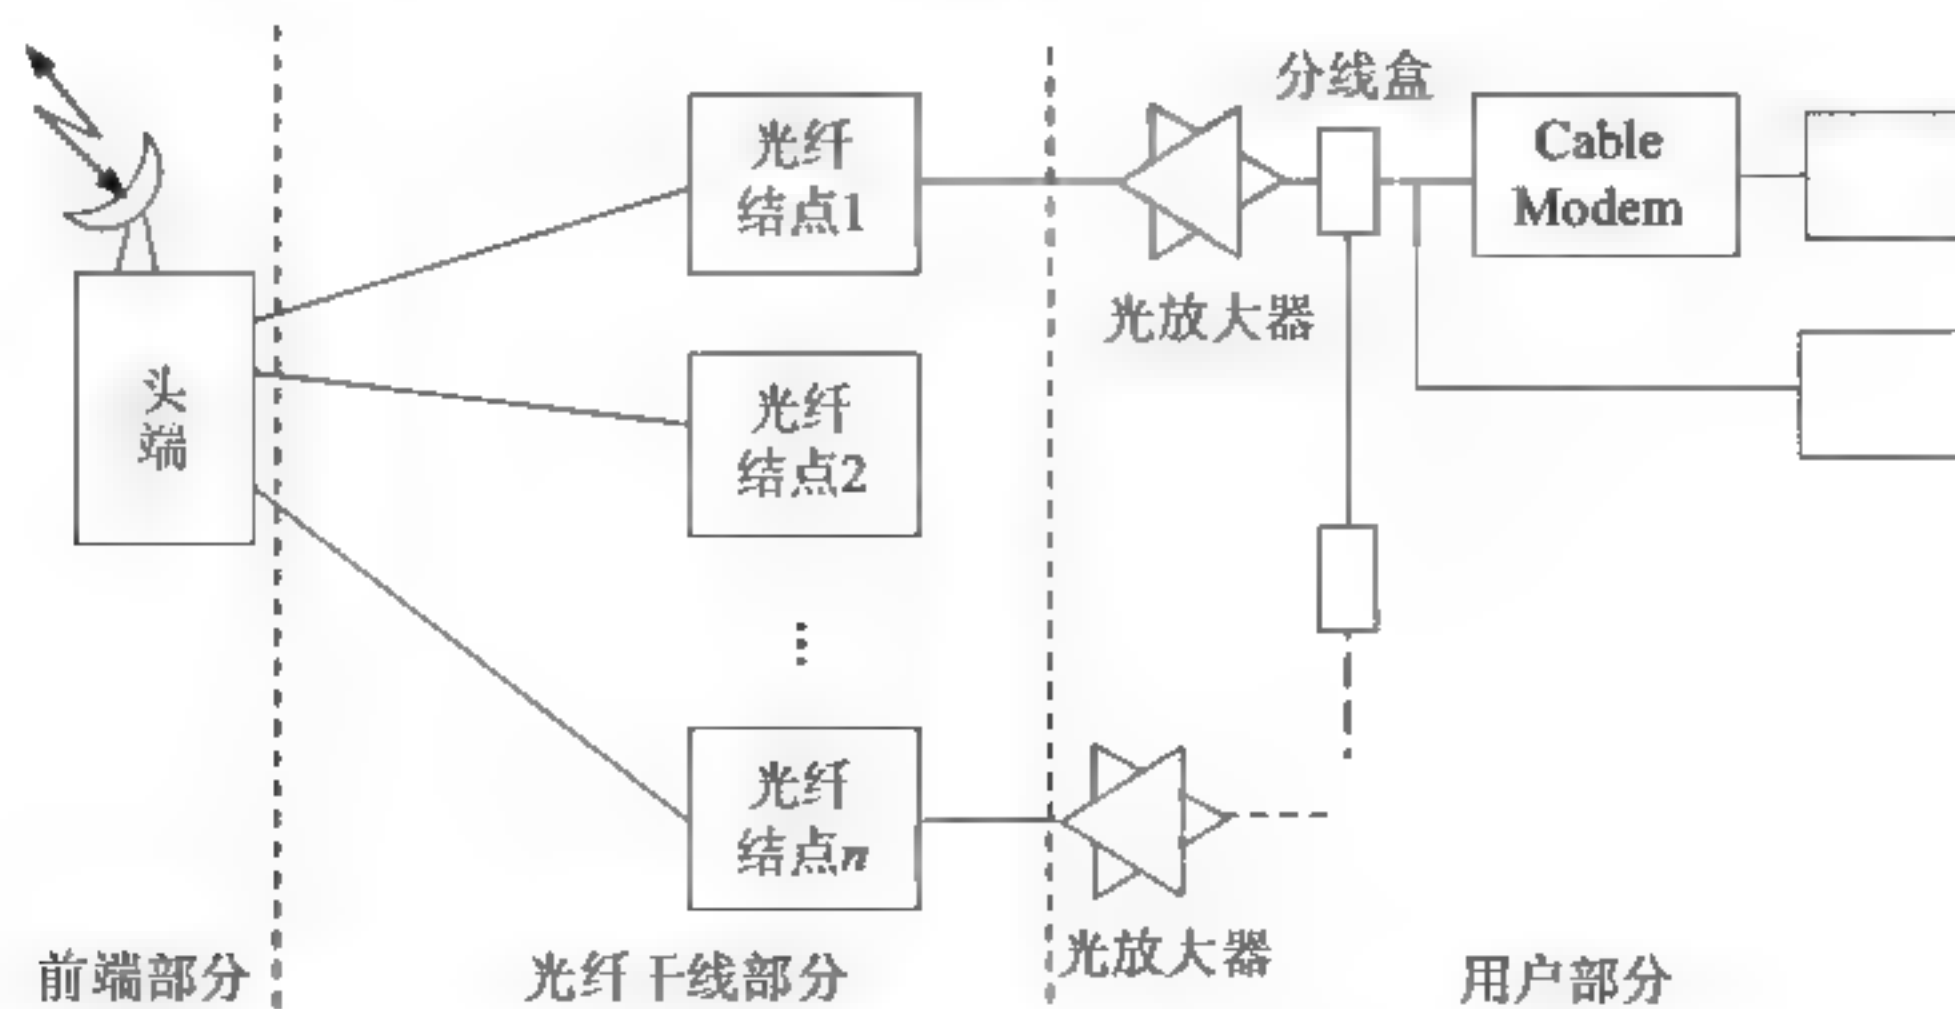 分线盒
光纤
结点1
Cable
Modem
光放大器
头
端
光纤
结点2
光纤
结点n
光放大器
前端部分
光纤干线部分
用户部分